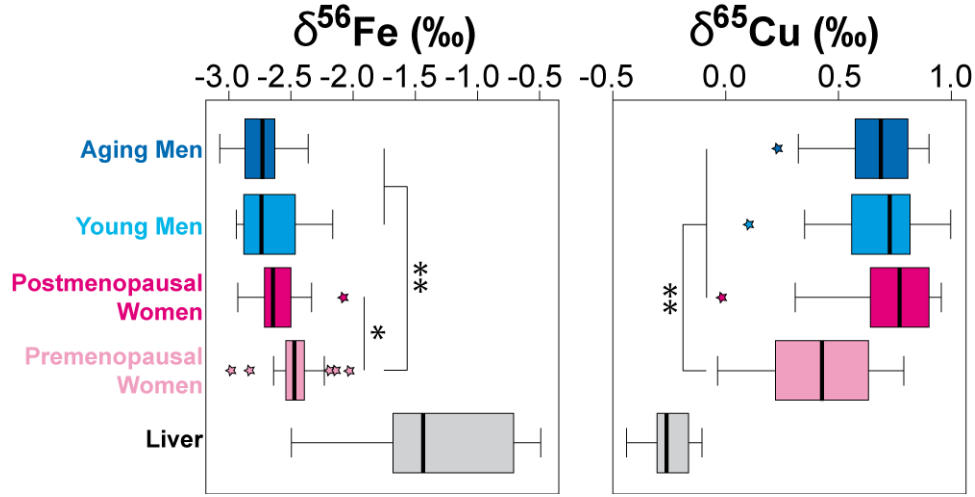 δ⁵⁶Fe (‰)
δ⁶⁵Cu (‰)
-3.0 -2.5 -2.0 -1.5 -1.0 -0.5
-0.5 0.0 0.5 1.0
Aging Men
Young Men
Postmenopausal
Women
Premenopausal
Women
Liver
**
*
**